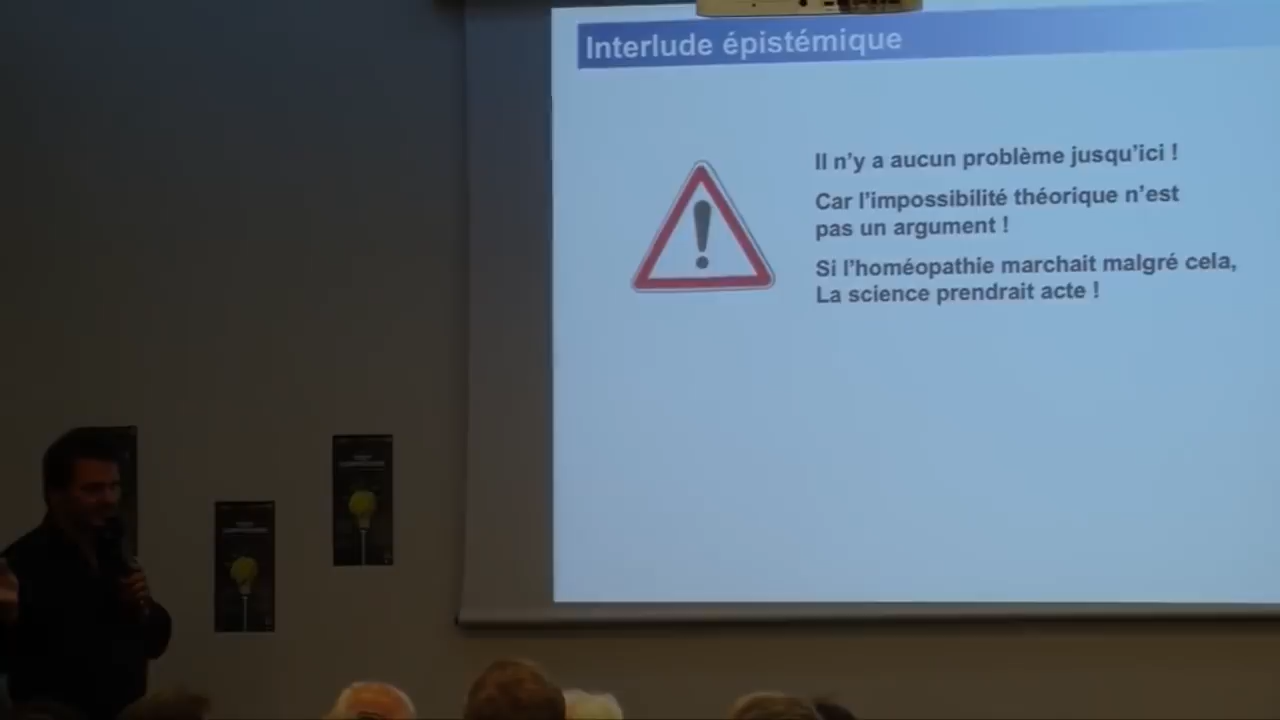 Interlude épistémique
Il n'y a aucun problème jusqu'ici !
Car l'impossibilité théorique n'est
pas un argument !
Si l'homéopathie marchait malgré cela,
La science prendrait acte !